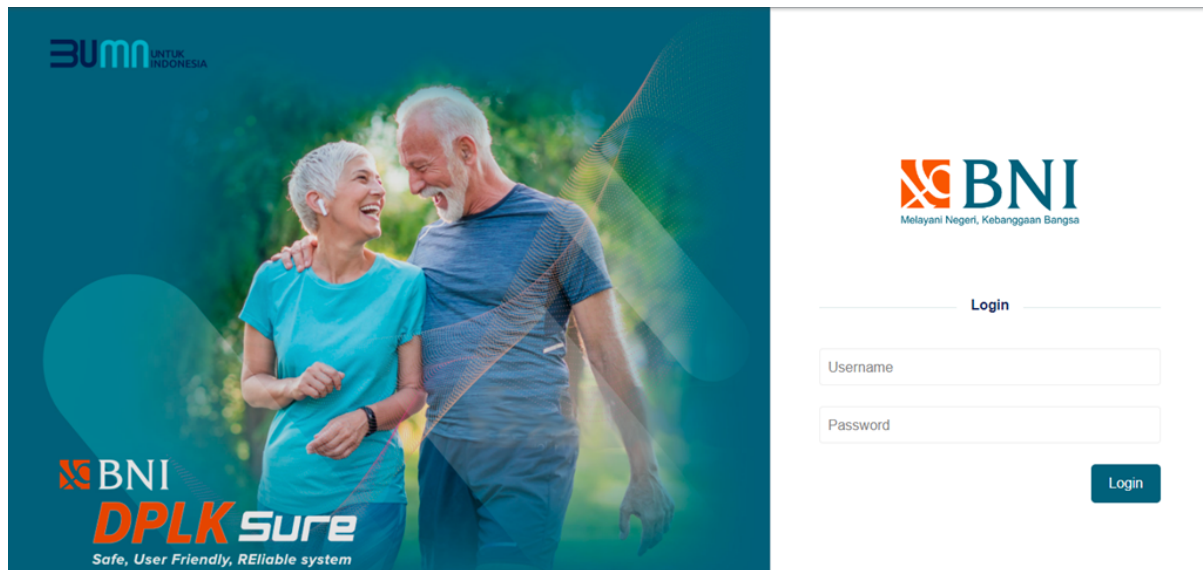 BUMN UNTUK
INDONESIA
BNI
DPLK Sure
Safe, User Friendly, REliable system
BNI
Melayani Negeri, Kebanggaan Bangsa
Login
Username
Password
Login